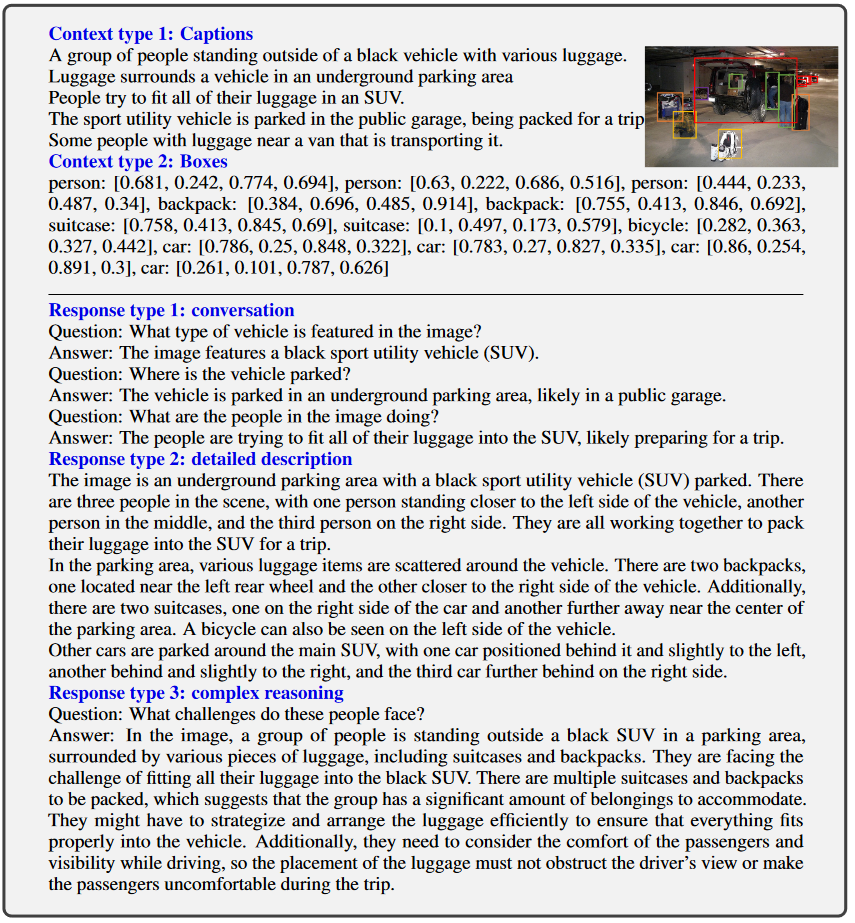 Context type 1: Captions
A group of people standing outside of a black vehicle with various luggage.
Luggage surrounds a vehicle in an underground parking area
People try to fit all of their luggage in an SUV.
The sport utility vehicle is parked in the public garage, being packed for a trip
Some people with luggage near a van that is transporting it.
Context type 2: Boxes
person: [0.681, 0.242, 0.774, 0.694], person: [0.63, 0.222, 0.686, 0.516], person: [0.444, 0.233,
0.487, 0.34], backpack: [0.384, 0.696, 0.485, 0.914], backpack: [0.755, 0.413, 0.846, 0.692],
suitcase: [0.758, 0.413, 0.845, 0.69], suitcase: [0.1, 0.497, 0.173, 0.579], bicycle: [0.282, 0.363,
0.327, 0.442], car: [0.786, 0.25, 0.848, 0.322], car: [0.783, 0.27, 0.827, 0.335], car: [0.86, 0.254,
0.891, 0.3], car: [0.261, 0.101, 0.787, 0.626]
Response type 1: conversation
Question: What type of vehicle is featured in the image?
Answer: The image features a black sport utility vehicle (SUV).
Question: Where is the vehicle parked?
Answer: The vehicle is parked in an underground parking area, likely in a public garage.
Question: What are the people in the image doing?
Answer: The people are trying to fit all of their luggage into the SUV, likely preparing for a trip.
Response type 2: detailed description
The image is an underground parking area with a black sport utility vehicle (SUV) parked. There
are three people in the scene, with one person standing closer to the left side of the vehicle, another
person in the middle, and the third person on the right side. They are all working together to pack
their luggage into the SUV for a trip.
In the parking area, various luggage items are scattered around the vehicle. There are two backpacks,
one located near the left rear wheel and the other closer to the right side of the vehicle. Additionally,
there are two suitcases, one on the right side of the car and another further away near the center of
the parking area. A bicycle can also be seen on the left side of the vehicle.
Other cars are parked around the main SUV, with one car positioned behind it and slightly to the left,
another behind and slightly to the right, and the third car further behind on the right side.
Response type 3: complex reasoning
Question: What challenges do these people face?
Answer: In the image, a group of people is standing outside a black SUV in a parking area,
surrounded by various pieces of luggage, including suitcases and backpacks. They are facing the
challenge of fitting all their luggage into the black SUV. There are multiple suitcases and backpacks
to be packed, which suggests that the group has a significant amount of belongings to accommodate.
They might have to strategize and arrange the luggage efficiently to ensure that everything fits
properly into the vehicle. Additionally, they need to consider the comfort of the passengers and
visibility while driving, so the placement of the luggage must not obstruct the driver's view or make
the passengers uncomfortable during the trip.